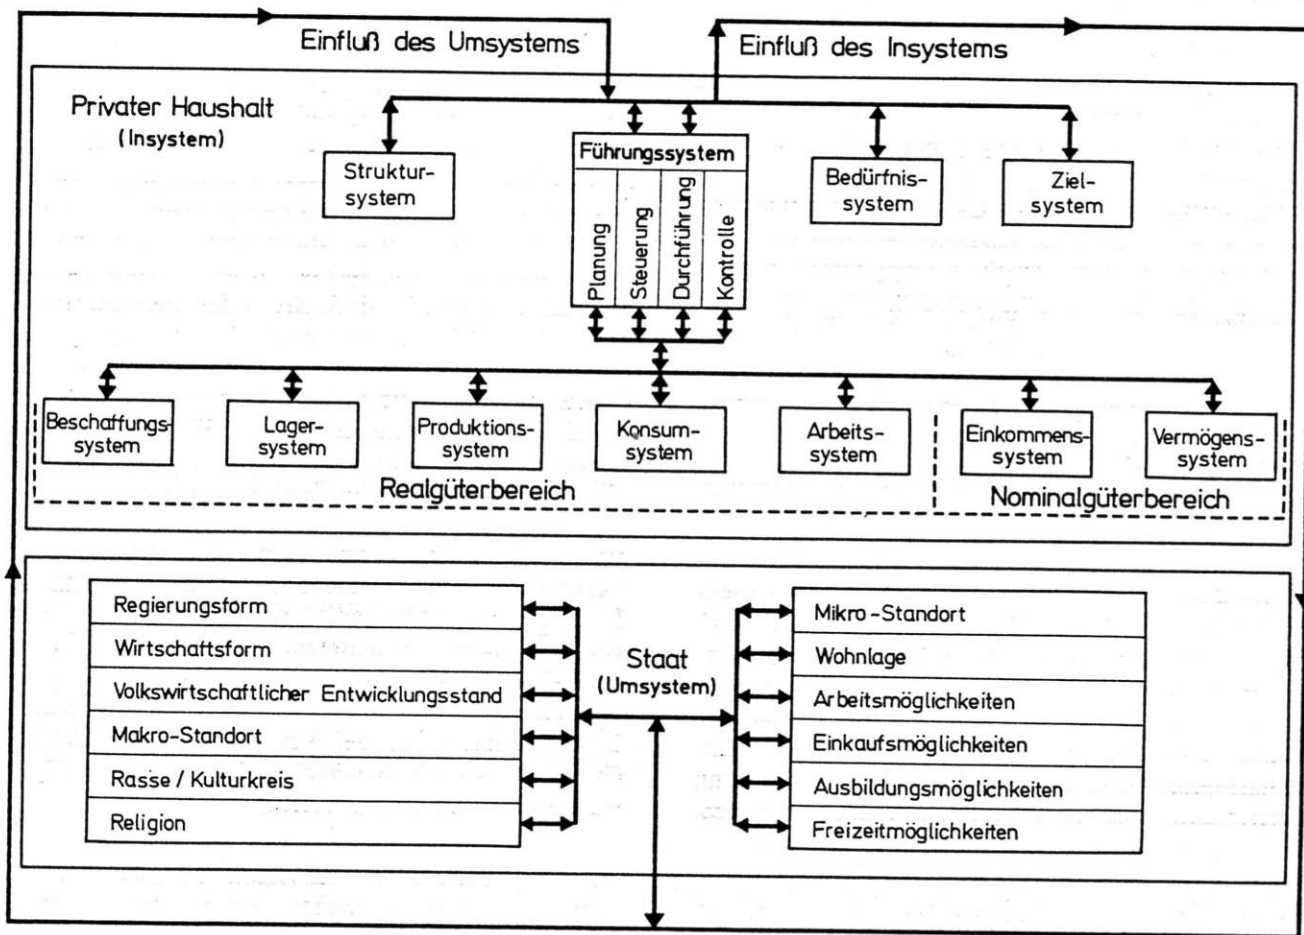 Einfluß des Umsystems
Einfluß des Insystems
Privater Haushalt
(Insystem)
Struktur-
system
Führungssystem
Planung
Steuerung
Durchführung
Kontrolle
Bedürfnis-
system
Ziel-
system
Beschaffungs-
system
Lager-
system
Produktions-
system
Konsum-
system
Arbeits-
system
Einkommens-
system
Vermögens-
system
Realgüterbereich
Nominalgüterbereich
Regierungsform
Wirtschaftsform
Volkswirtschaftlicher Entwicklungsstand
Makro-Standort
Rasse / Kulturkreis
Religion
Staat
(Umsystem)
Mikro-Standort
Wohnlage
Arbeitsmöglichkeiten
Einkaufsmöglichkeiten
Ausbildungsmöglichkeiten
Freizeitmöglichkeiten